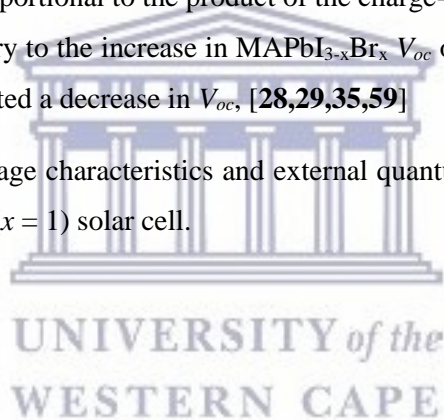 portional to the product of the charge-
ry to the increase in MAPbI3-xBrx Voc
ted a decrease in Voc, [28,29,35,59]
age characteristics and external quant
x = 1) solar cell.
UNIVERSITY of the
WESTERN CAPE